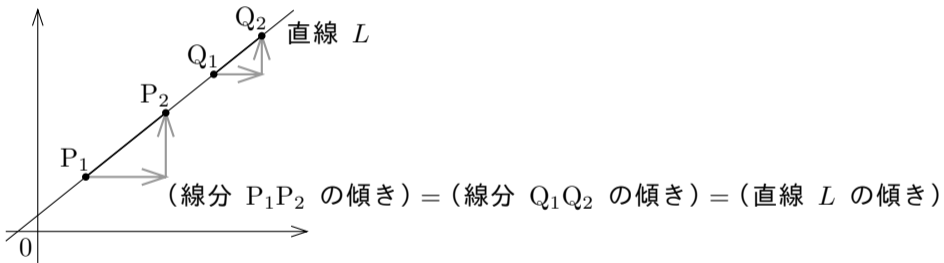 Q₂
直線 L
Q₁
P₂
P₁
(線分 P₁P₂ の傾き) = (線分 Q₁Q₂ の傾き) = (直線 L の傾き)
0